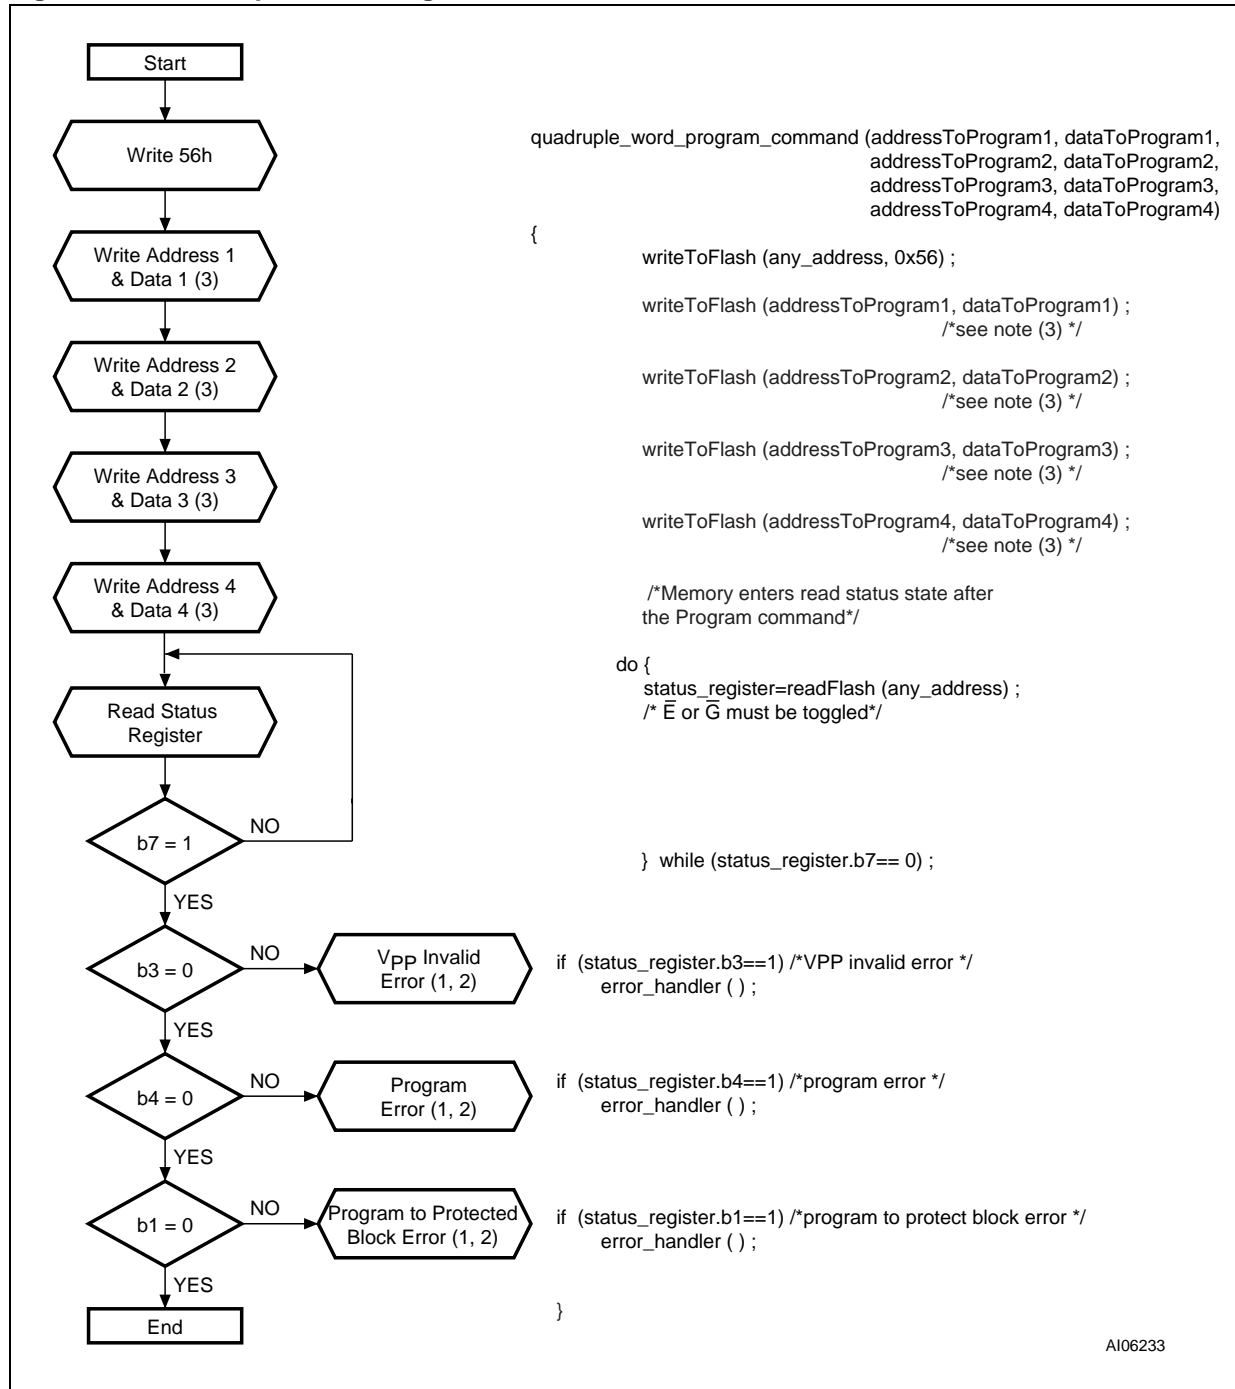 Start
Write 56h
Write Address 1
& Data 1 (3)
Write Address 2
& Data 2 (3)
Write Address 3
& Data 3 (3)
Write Address 4
& Data 4 (3)
Read Status
Register
b7 = 1
NO
YES
b3 = 0
NO
VPP Invalid
Error (1, 2)
YES
b4 = 0
NO
Program
Error (1, 2)
YES
b1 = 0
NO
Program to Protected
Block Error (1, 2)
YES
End
quadruple_word_program_command (addressToProgram1, dataToProgram1,
addressToProgram2, dataToProgram2,
addressToProgram3, dataToProgram3,
addressToProgram4, dataToProgram4)
{
writeToFlash (any_address, 0x56) ;
writeToFlash (addressToProgram1, dataToProgram1) ;
/*see note (3) */
writeToFlash (addressToProgram2, dataToProgram2) ;
/*see note (3) */
writeToFlash (addressToProgram3, dataToProgram3) ;
/*see note (3) */
writeToFlash (addressToProgram4, dataToProgram4) ;
/*see note (3) */
/*Memory enters read status state after
the Program command*/
do {
status_register=readFlash (any_address) ;
/* E̅ or G̅ must be toggled*/
} while (status_register.b7== 0) ;
if (status_register.b3==1) /*VPP invalid error */
error_handler ( ) ;
if (status_register.b4==1) /*program error */
error_handler ( ) ;
if (status_register.b1==1) /*program to protect block error */
error_handler ( ) ;
}
AI06233